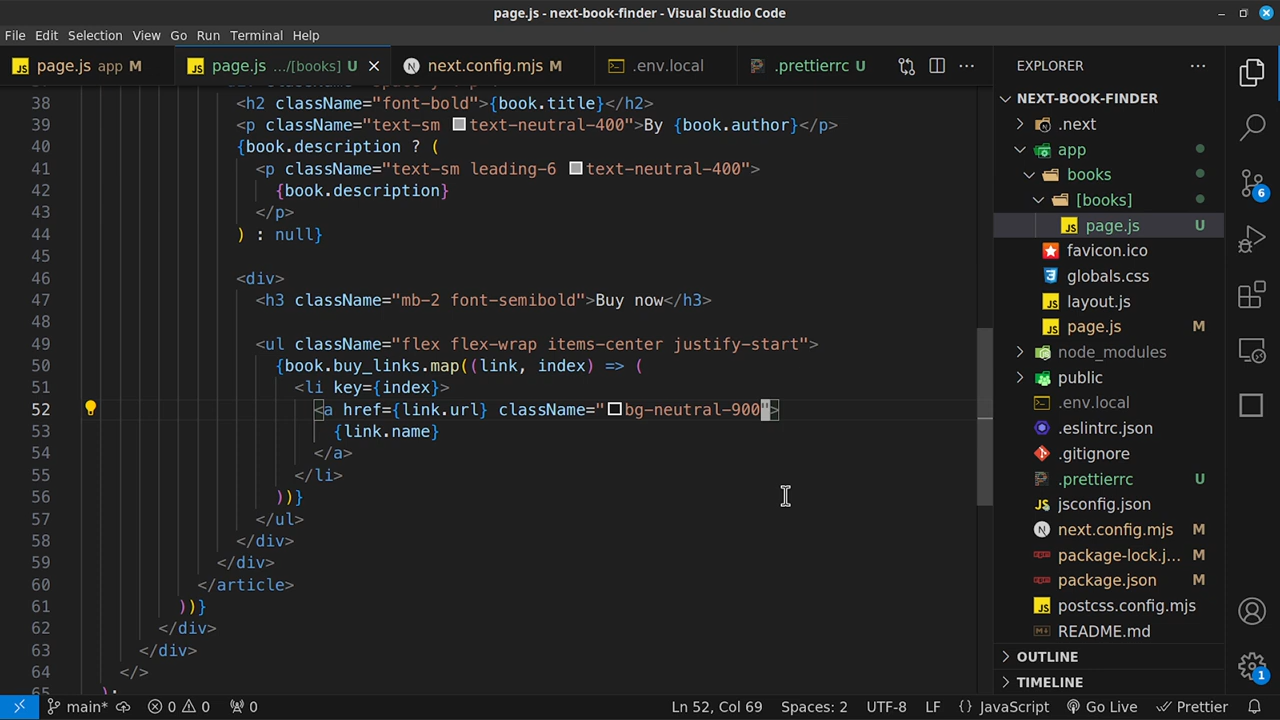 page.js - next-book-finder - Visual Studio Code
File Edit Selection View Go Run Terminal Help
page.js app M
page.js .../[books] U
next.config.mjs M
.env.local
.prettierrc U
38 <h2 className="font-bold">{book.title}</h2>
39 <p className="text-sm text-neutral-400">By {book.author}</p>
40 {book.description ? (
41 <p className="text-sm leading-6 text-neutral-400">
42 {book.description}
43 </p>
44 ) : null}
45
46 <div>
47 <h3 className="mb-2 font-semibold">Buy now</h3>
48
49 <ul className="flex flex-wrap items-center justify-start">
50 {book.buy_links.map((link, index) => (
51 <li key={index}>
52 <a href={link.url} className="bg-neutral-900">
53 {link.name}
54 </a>
55 </li>
56 ))}
57 </ul>
58 </div>
59 </div>
60 </article>
61 ))}
62 </div>
63 </div>
64 </>
65 );
EXPLORER
NEXT-BOOK-FINDER
.next
app
books
[books]
page.js U
favicon.ico
globals.css
layout.js
page.js M
node_modules
public
.env.local
.eslintrc.json
.gitignore
.prettierrc U
jsconfig.json
next.config.mjs M
package-lock.j... M
package.json M
postcss.config.mjs
README.md
OUTLINE
TIMELINE
6
1
main* 0 0 0 Ln 52, Col 69 Spaces: 2 UTF-8 LF {} JavaScript Go Live Prettier